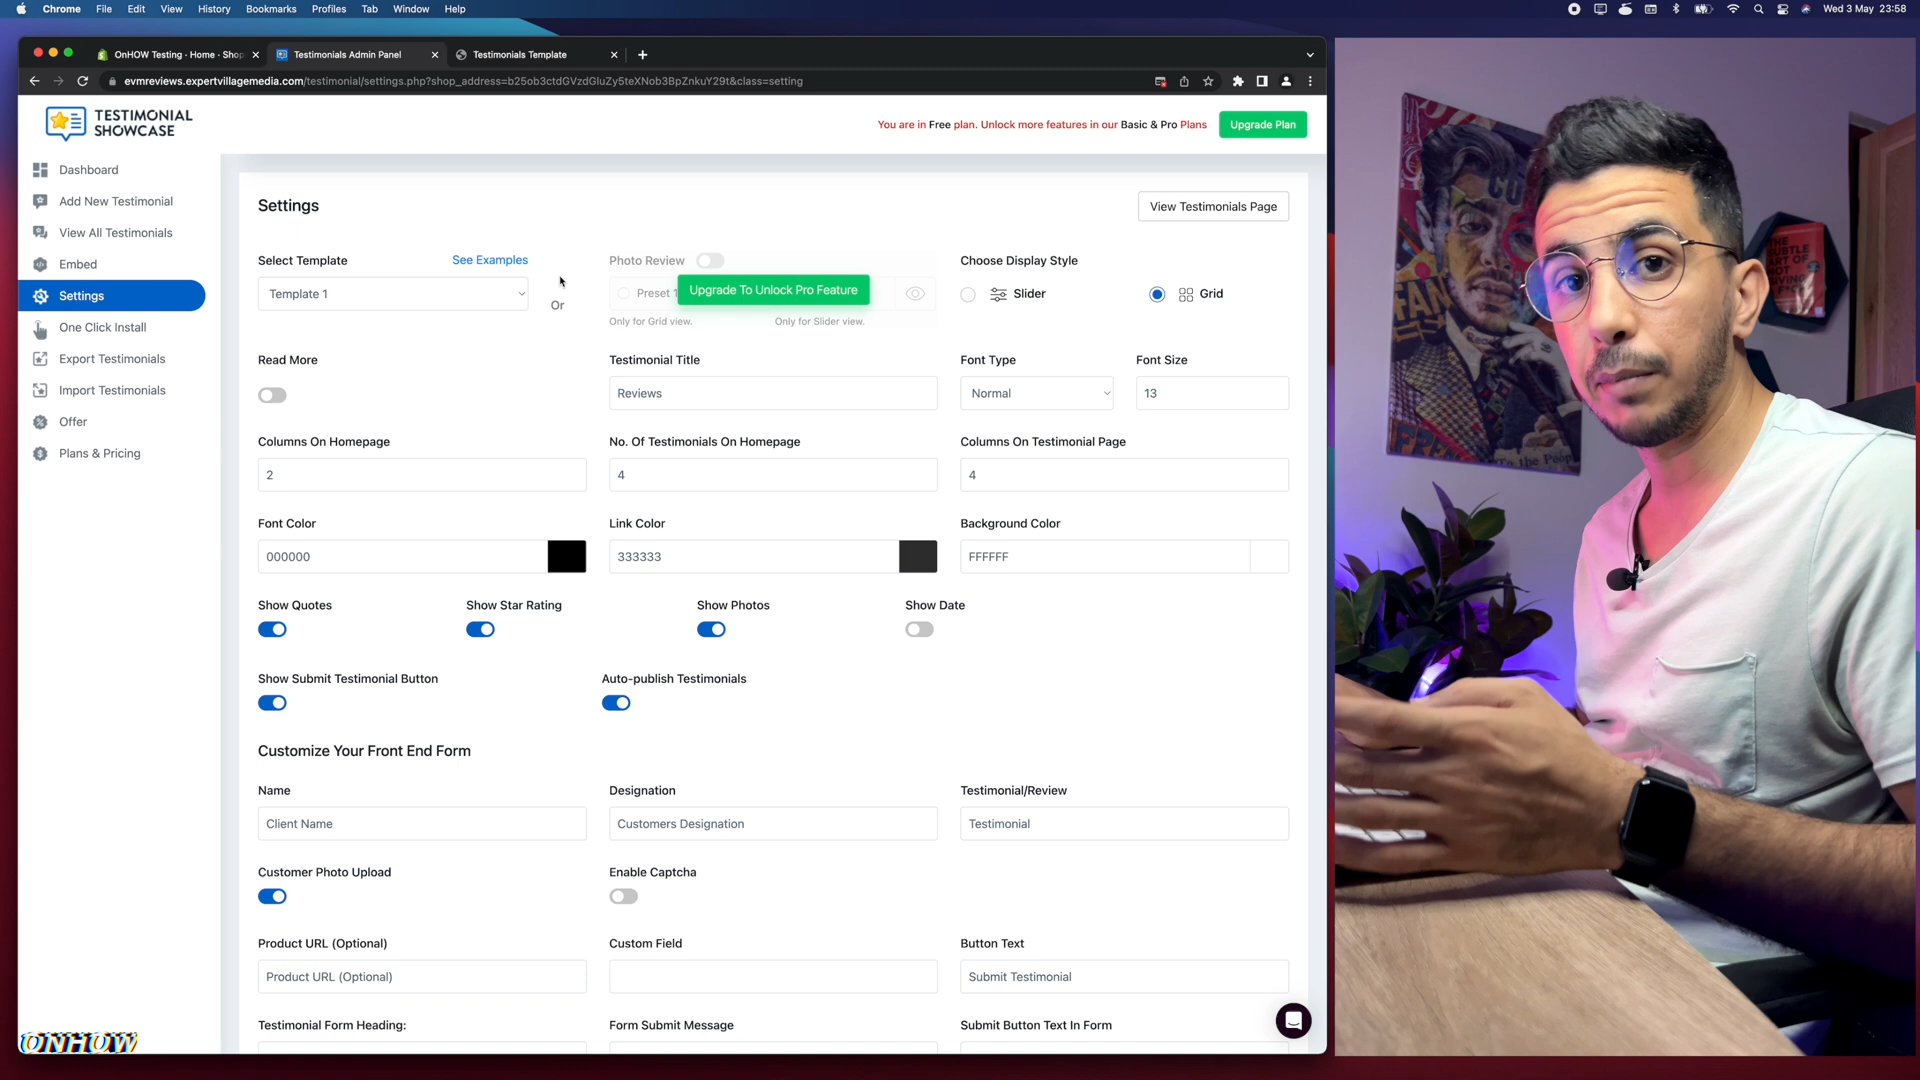 Chrome File Edit View History Bookmarks Profiles Tab Window Help Wed 3 May 23:58
OnHOW Testing · Home · Shop Testimonials Admin Panel Testimonials Template
evmreviews.expertvillagemedia.com/testimonial/settings.php?shop_address=b25ob3ctdGVzdGluZy5teXNob3BpZnkuY29t&class=setting
TESTIMONIAL
SHOWCASE
You are in Free plan. Unlock more features in our Basic & Pro Plans Upgrade Plan
Dashboard
Add New Testimonial
View All Testimonials
Embed
Settings
One Click Install
Export Testimonials
Import Testimonials
Offer
Plans & Pricing
Settings View Testimonials Page
Select Template See Examples Photo Review Choose Display Style
Template 1 Or Preset 1 Upgrade To Unlock Pro Feature Slider Grid
Only for Grid view. Only for Slider view.
Read More Testimonial Title Font Type Font Size
Reviews Normal 13
Columns On Homepage No. Of Testimonials On Homepage Columns On Testimonial Page
2 4 4
Font Color Link Color Background Color
000000 333333 FFFFFF
Show Quotes Show Star Rating Show Photos Show Date
Show Submit Testimonial Button Auto-publish Testimonials
Customize Your Front End Form
Name Designation Testimonial/Review
Client Name Customers Designation Testimonial
Customer Photo Upload Enable Captcha
Product URL (Optional) Custom Field Button Text
Product URL (Optional) Submit Testimonial
Testimonial Form Heading: Form Submit Message Submit Button Text In Form
ONHOW
to the People
THE
SUBTLE
ART OF
NOT
GIVING